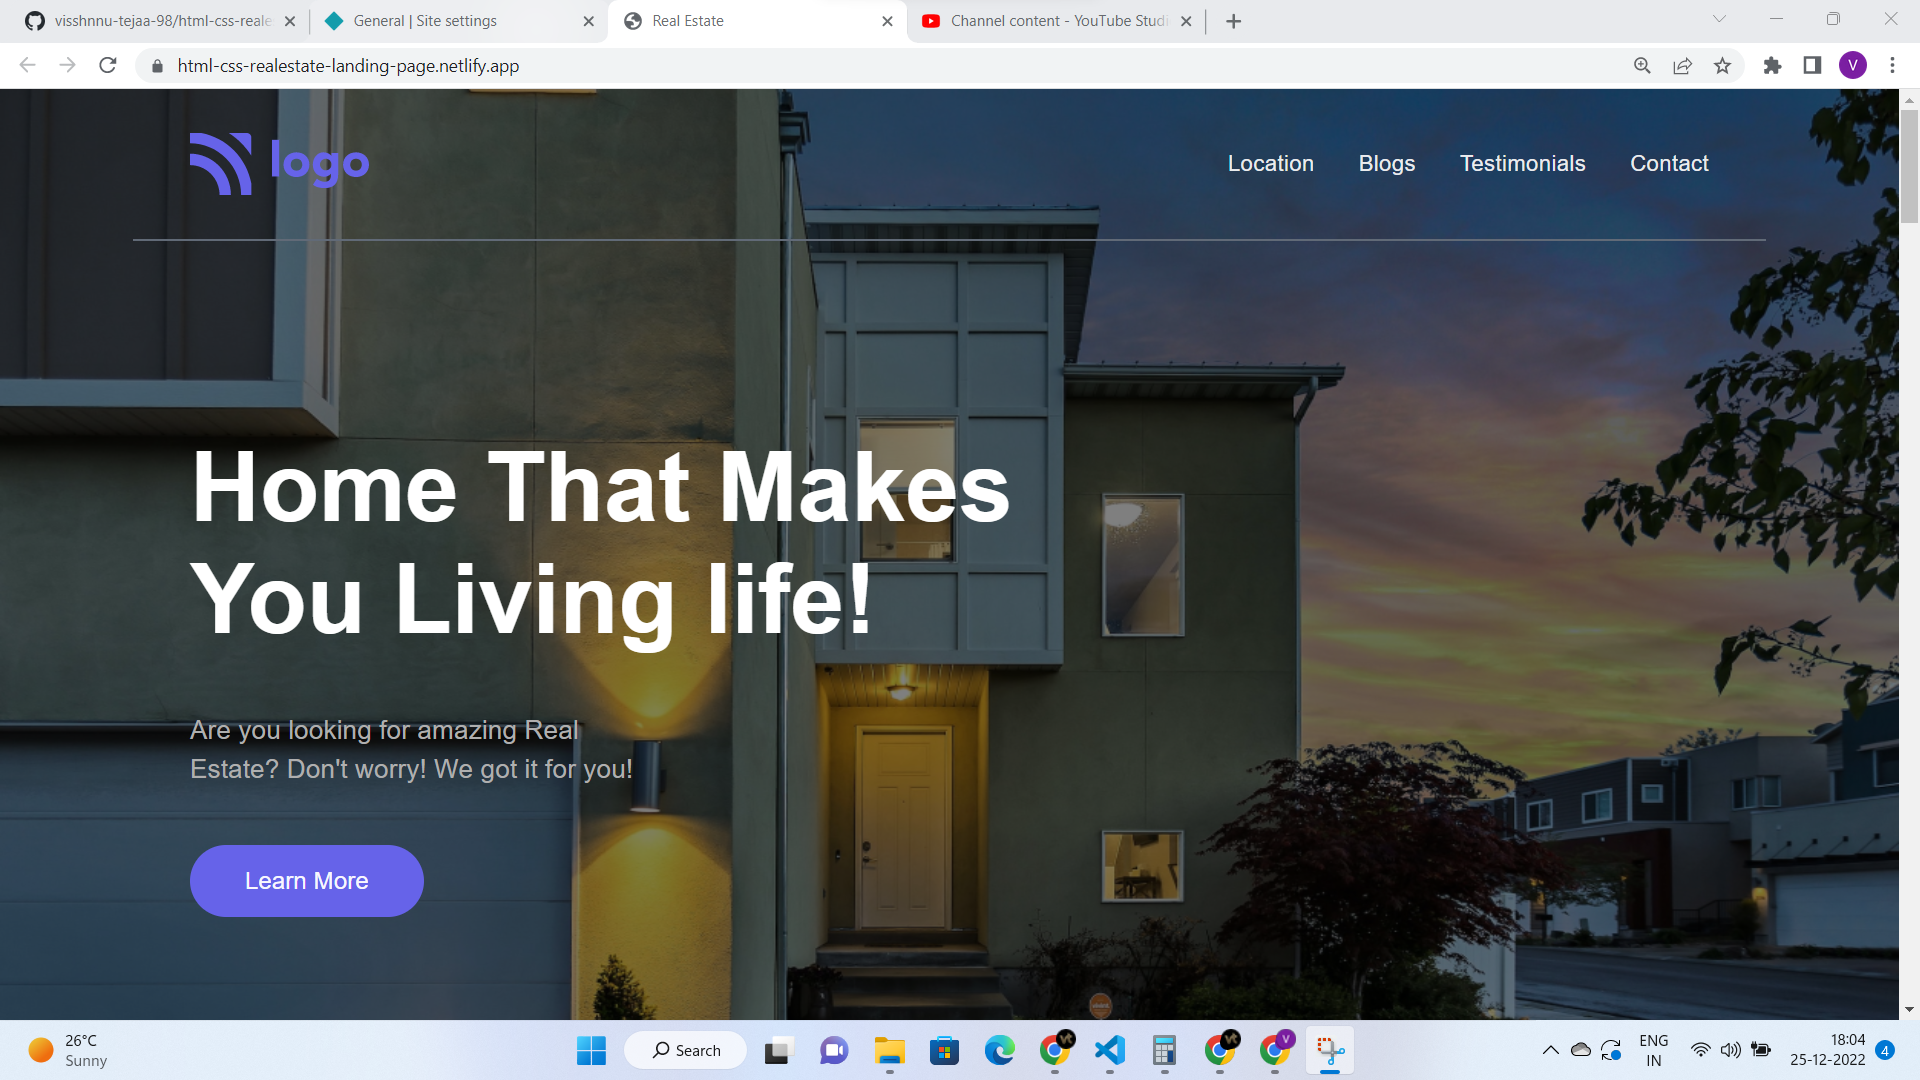 visshnnu-tejaa-98/html-css-reale
General | Site settings
Real Estate
Channel content - YouTube Studi
html-css-realestate-landing-page.netlify.app
V
logo
Location
Blogs
Testimonials
Contact
Home That Makes
You Living life!
Are you looking for amazing Real
Estate? Don't worry! We got it for you!
Learn More
26°C
Sunny
Search
V
ENG
IN
18:04
25-12-2022
4